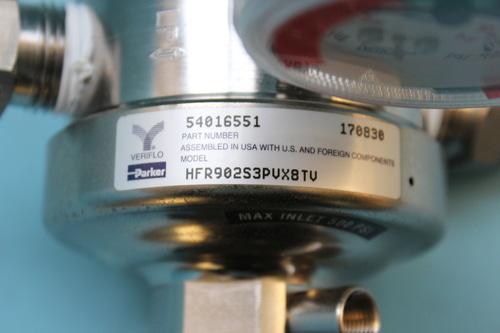 54016551 170830
PART NUMBER
ASSEMBLED IN USA WITH U.S. AND FOREIGN COMPONENTS
MODEL
HFR902S3PVX8TV
VERIFLO
Parker
MAX INLET